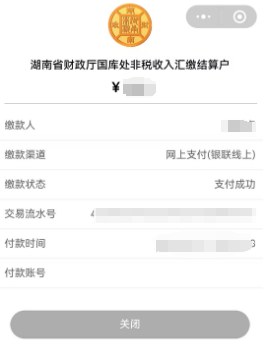 湖南省财政厅国库处非税收入汇缴结算户
¥
缴款人
缴款渠道 网上支付(银联线上)
缴款状态 支付成功
交易流水号 4
付款时间
付款账号
关闭